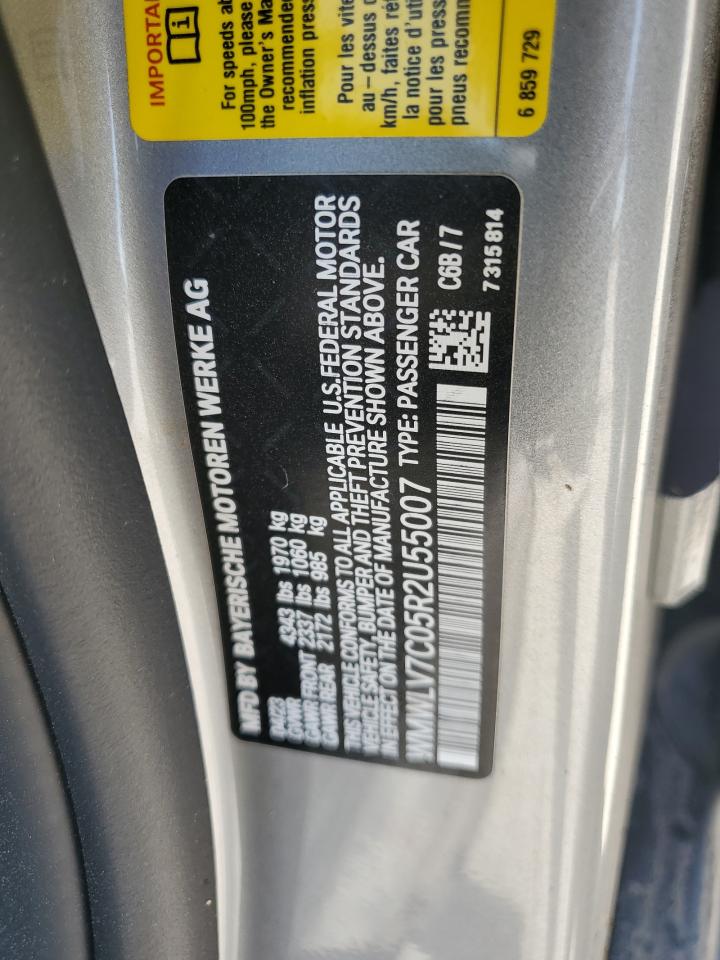 IMPORTA
For speeds ab
100mph, please
the Owner's Ma
recommended
inflation press
Pour les vite
au-dessus d
km/h, faites réf
la notice d'uti
pour les press
pneus recomm
6 859 729
MFD BY BAYERISCHE MOTOREN WERKE AG
04/23
GVWR 4343 lbs 1970 kg
GAWR FRONT 2337 lbs 1060 kg
GAWR REAR 2172 lbs 985 kg
THIS VEHICLE CONFORMS TO ALL APPLICABLE U.S. FEDERAL MOTOR
VEHICLE SAFETY, BUMPER AND THEFT PREVENTION STANDARDS
IN EFFECT ON THE DATE OF MANUFACTURE SHOWN ABOVE.
WMWLV7C05R2U55007 TYPE: PASSENGER CAR
C6B / 7
7 315 814